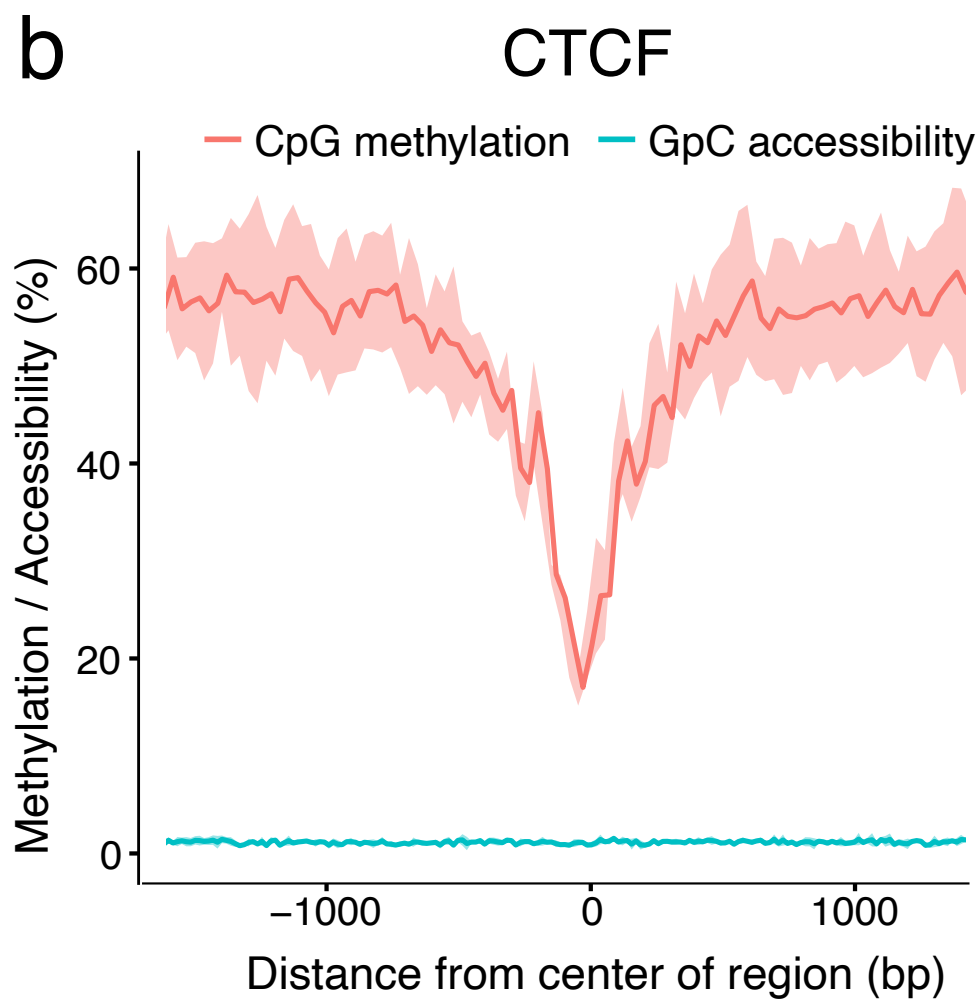 b
CTCF
CpG methylation GpC accessibility
Methylation / Accessibility (%)
60
40
20
0
−1000 0 1000
Distance from center of region (bp)